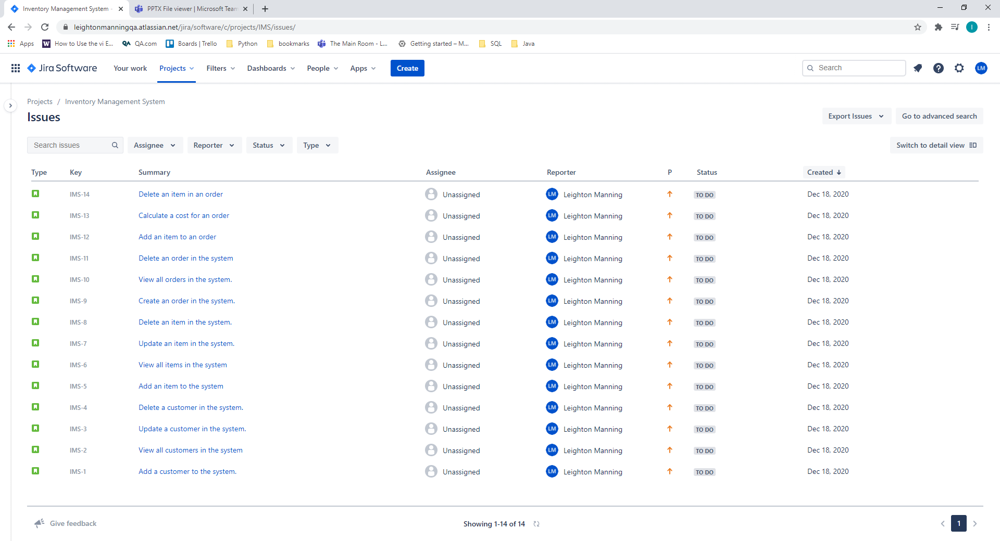 Inventory Management System -
PPTX File viewer | Microsoft Team
leightonmanningqa.atlassian.net/jira/software/c/projects/IMS/issues/
I
Apps
W How to Use the vi E...
QA QA.com
Boards | Trello
Python
bookmarks
The Main Room - L...
Getting started – M...
SQL
Java
Jira Software
Your work
Projects
Filters
Dashboards
People
Apps
Create
Search
LM
Projects / Inventory Management System
Issues
Export Issues
Go to advanced search
Search issues
Assignee
Reporter
Status
Type
Switch to detail view
Type Key Summary Assignee Reporter P Status Created
IMS-14 Delete an item in an order Unassigned LM Leighton Manning TO DO Dec 18, 2020
IMS-13 Calculate a cost for an order Unassigned LM Leighton Manning TO DO Dec 18, 2020
IMS-12 Add an item to an order Unassigned LM Leighton Manning TO DO Dec 18, 2020
IMS-11 Delete an order in the system Unassigned LM Leighton Manning TO DO Dec 18, 2020
IMS-10 View all orders in the system. Unassigned LM Leighton Manning TO DO Dec 18, 2020
IMS-9 Create an order in the system. Unassigned LM Leighton Manning TO DO Dec 18, 2020
IMS-8 Delete an item in the system. Unassigned LM Leighton Manning TO DO Dec 18, 2020
IMS-7 Update an item in the system. Unassigned LM Leighton Manning TO DO Dec 18, 2020
IMS-6 View all items in the system Unassigned LM Leighton Manning TO DO Dec 18, 2020
IMS-5 Add an item to the system Unassigned LM Leighton Manning TO DO Dec 18, 2020
IMS-4 Delete a customer in the system. Unassigned LM Leighton Manning TO DO Dec 18, 2020
IMS-3 Update a customer in the system. Unassigned LM Leighton Manning TO DO Dec 18, 2020
IMS-2 View all customers in the system Unassigned LM Leighton Manning TO DO Dec 18, 2020
IMS-1 Add a customer to the system. Unassigned LM Leighton Manning TO DO Dec 18, 2020
Give feedback
Showing 1-14 of 14
1